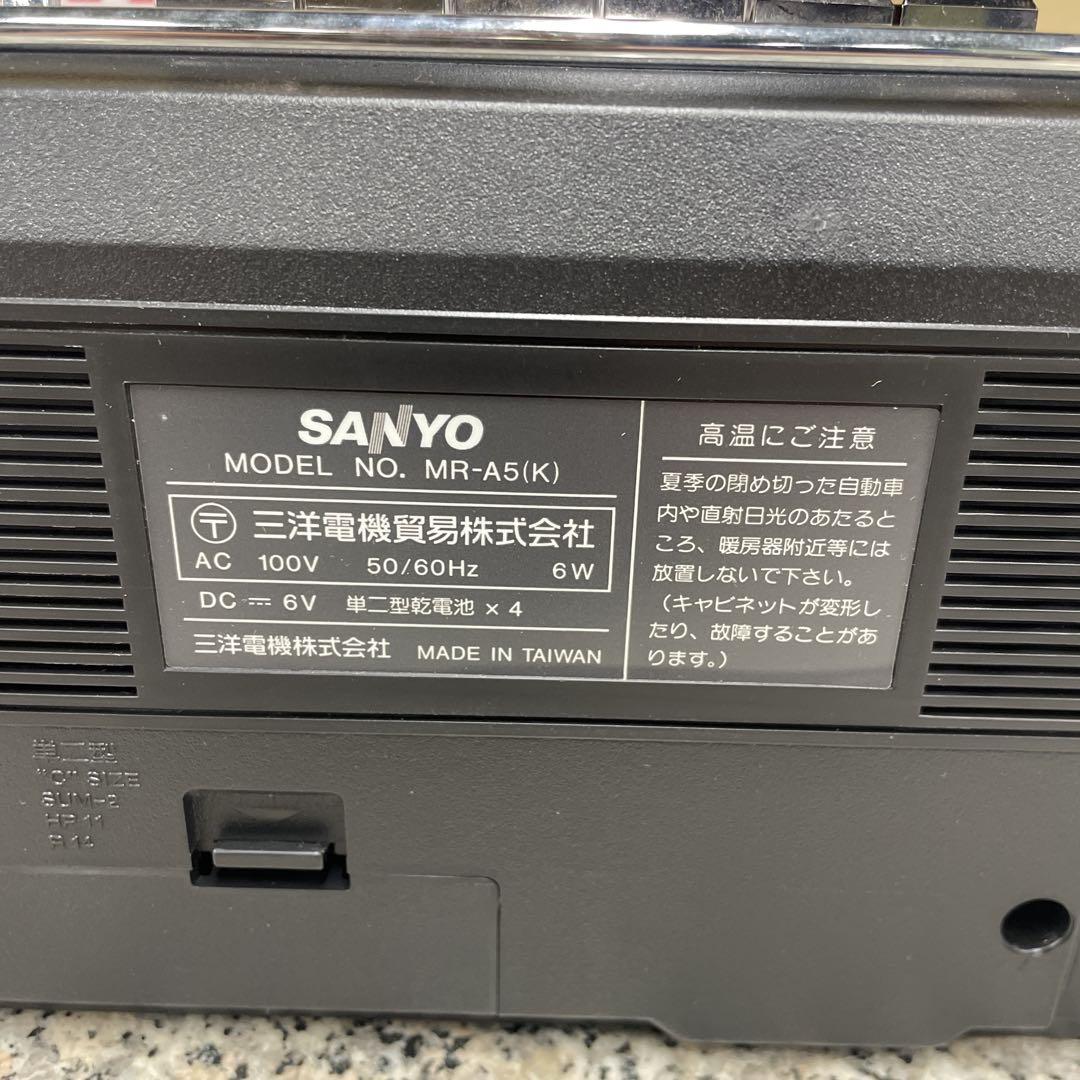 SANYO
MODEL NO. MR-A5(K)
〒 三洋電機貿易株式会社
AC 100V 50/60Hz 6W
DC ⎓ 6V 単二型乾電池 × 4
三洋電機株式会社 MADE IN TAIWAN
高温にご注意
夏季の閉め切った自動車
内や直射日光のあたると
ころ、暖房器附近等には
放置しないで下さい。
(キャビネットが変形し
たり、故障することがあ
ります。)
単二型
"C" SIZE
SUM-2
HP 11
R 14